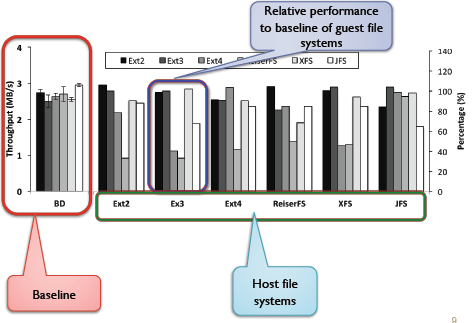 Relative performance
to baseline of guest file
systems
4
3
2
1
0
Throughput (MB/s)
Ext2
Ext3
Ext4
ReiserFS
XFS
JFS
140
120
100
80
60
40
20
0
Percentage (%)
BD
Ext2
Ex3
Ext4
ReiserFS
XFS
JFS
Baseline
Host file
systems